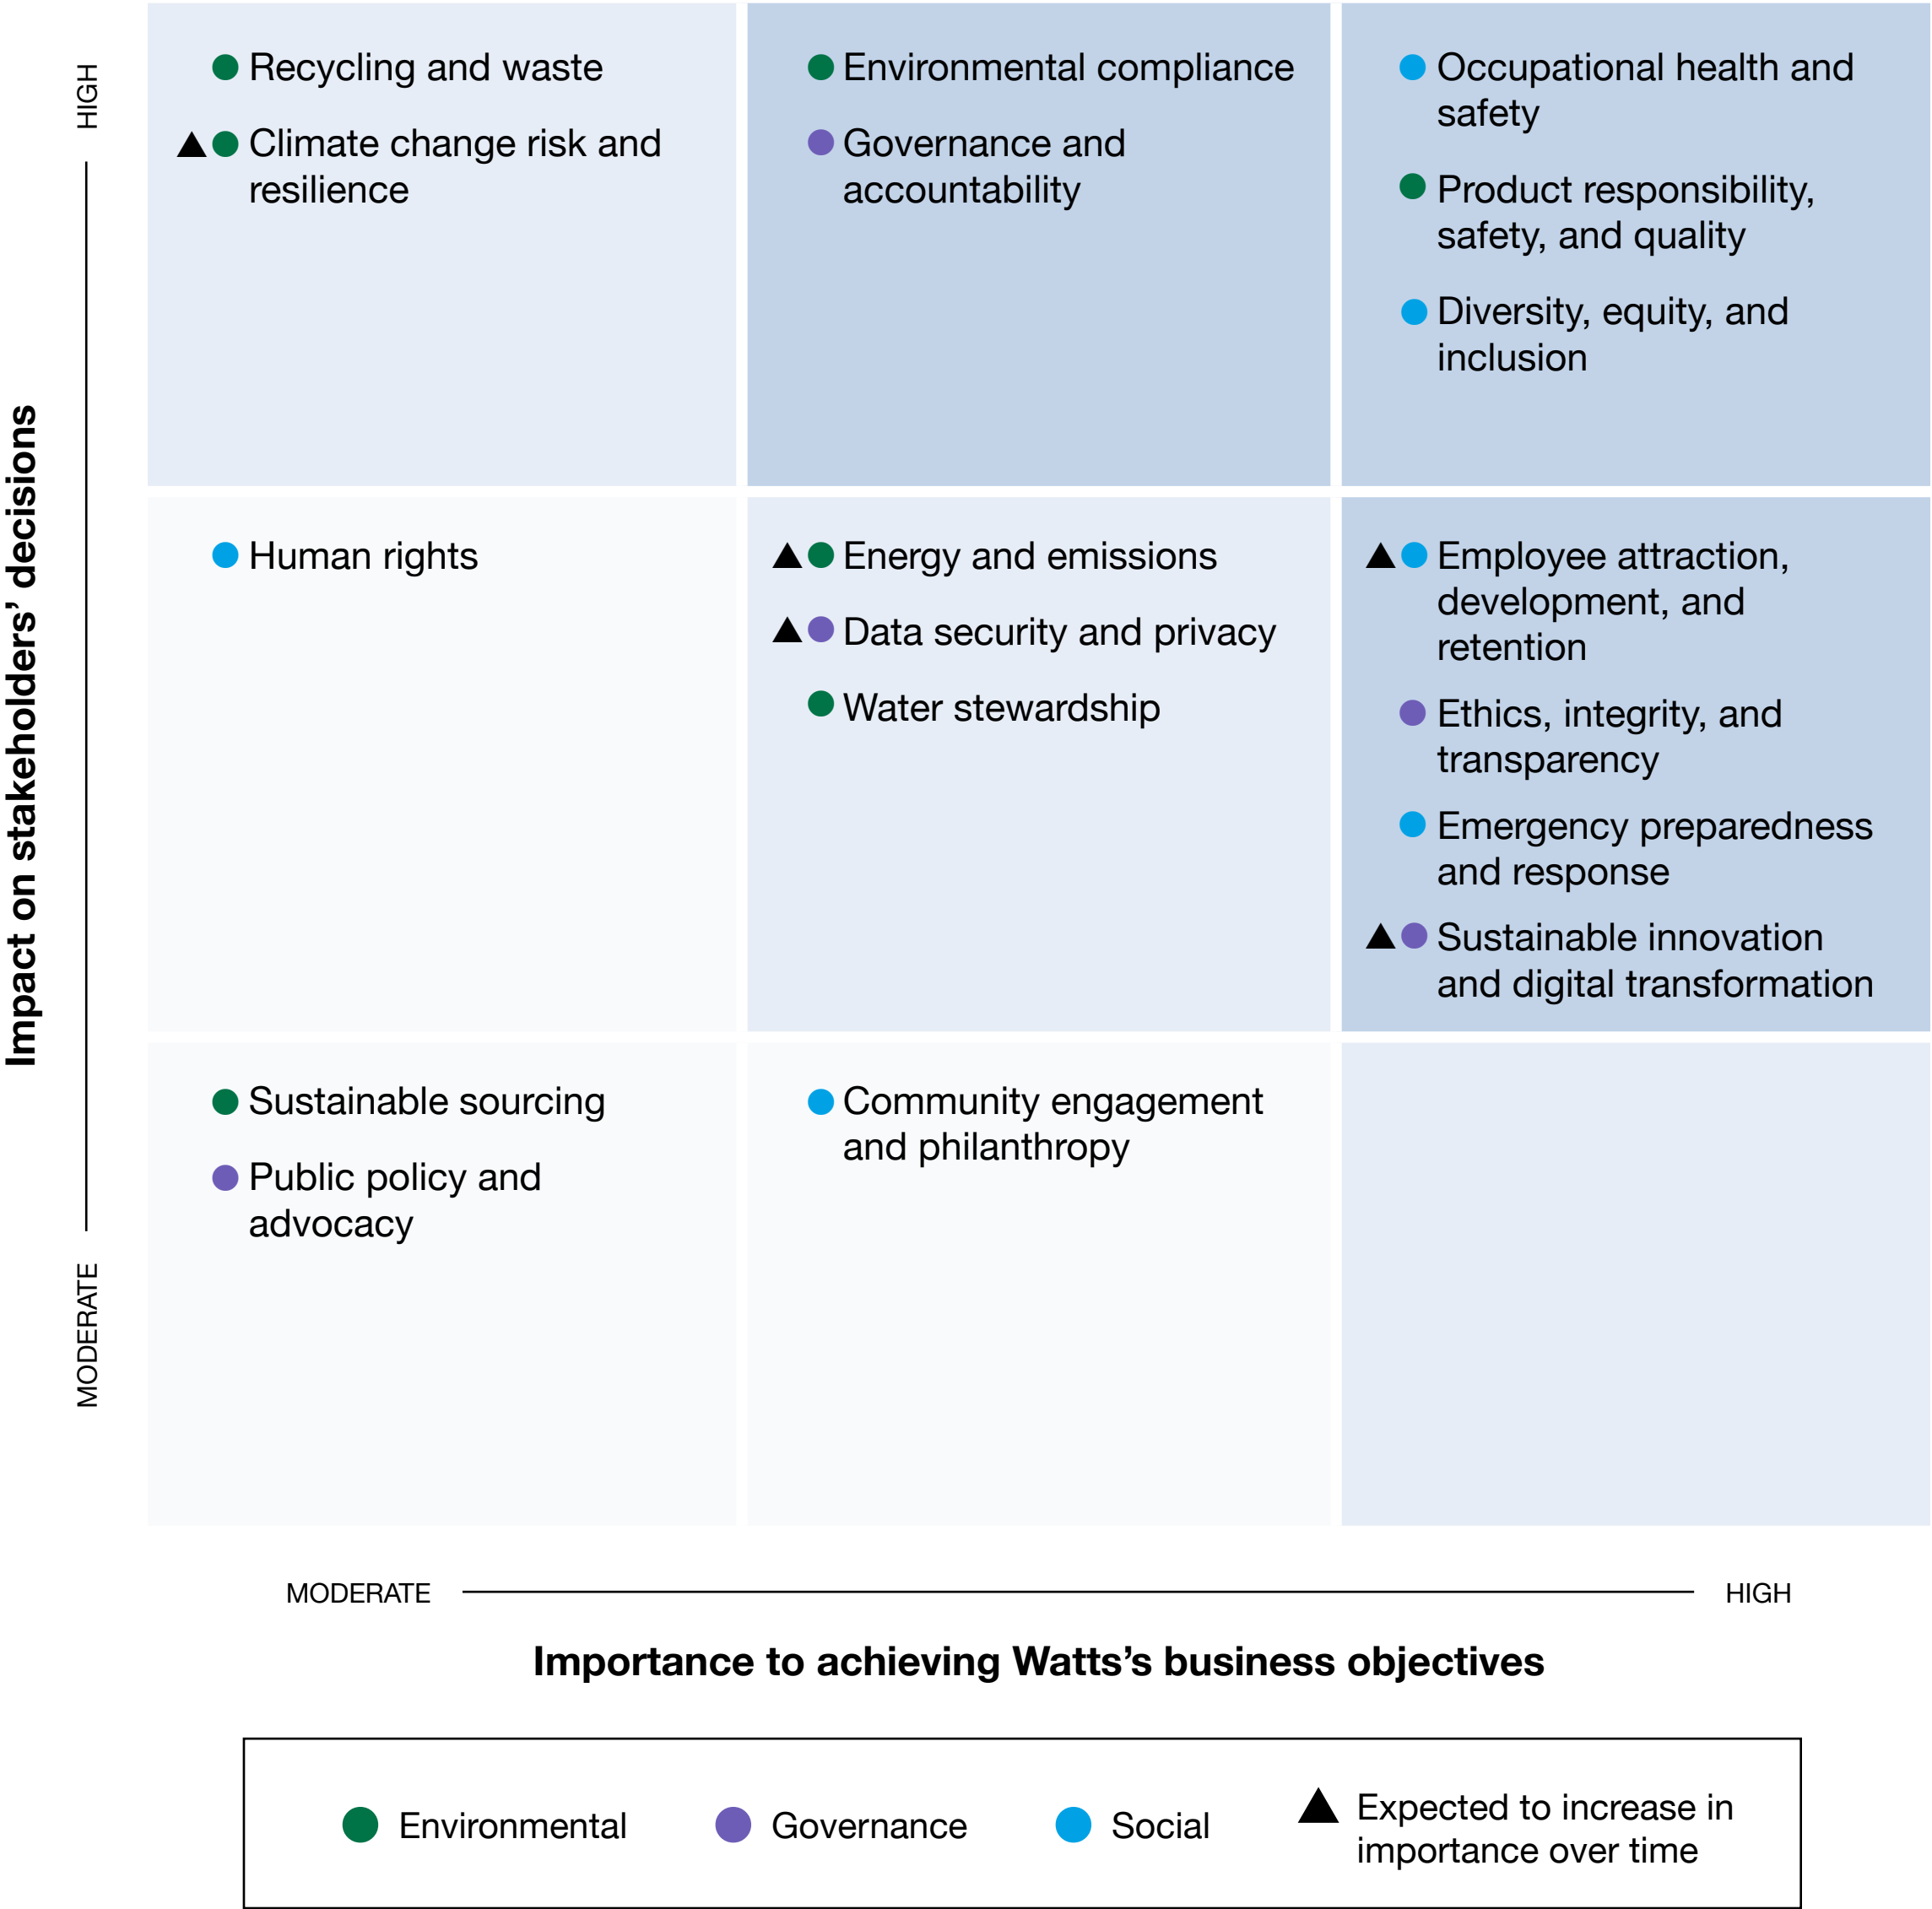 Impact on stakeholders’ decisions
HIGH
MODERATE
Recycling and waste
Climate change risk and
resilience
Environmental compliance
Governance and
accountability
Occupational health and
safety
Product responsibility,
safety, and quality
Diversity, equity, and
inclusion
Human rights
Energy and emissions
Data security and privacy
Water stewardship
Employee attraction,
development, and
retention
Ethics, integrity, and
transparency
Emergency preparedness
and response
Sustainable innovation
and digital transformation
Sustainable sourcing
Public policy and
advocacy
Community engagement
and philanthropy
MODERATE
HIGH
Importance to achieving Watts’s business objectives
Environmental
Governance
Social
Expected to increase in
importance over time